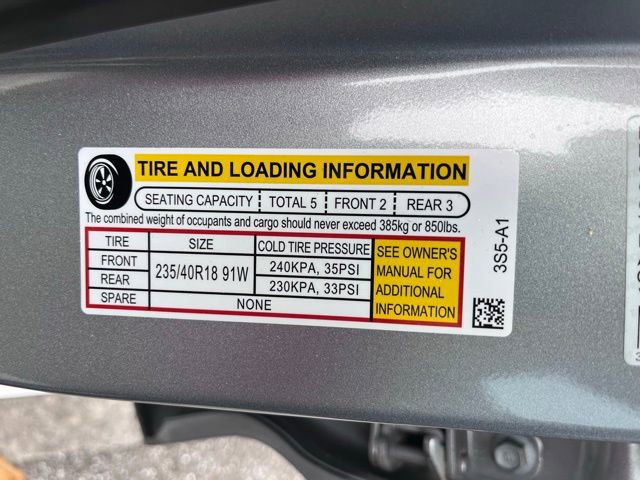 TIRE AND LOADING INFORMATION
SEATING CAPACITY TOTAL 5 FRONT 2 REAR 3
The combined weight of occupants and cargo should never exceed 385kg or 850lbs.
TIRE SIZE COLD TIRE PRESSURE SEE OWNER'S MANUAL FOR ADDITIONAL INFORMATION
FRONT 235/40R18 91W 240KPA, 35PSI
REAR 230KPA, 33PSI
SPARE NONE
3S5-A1